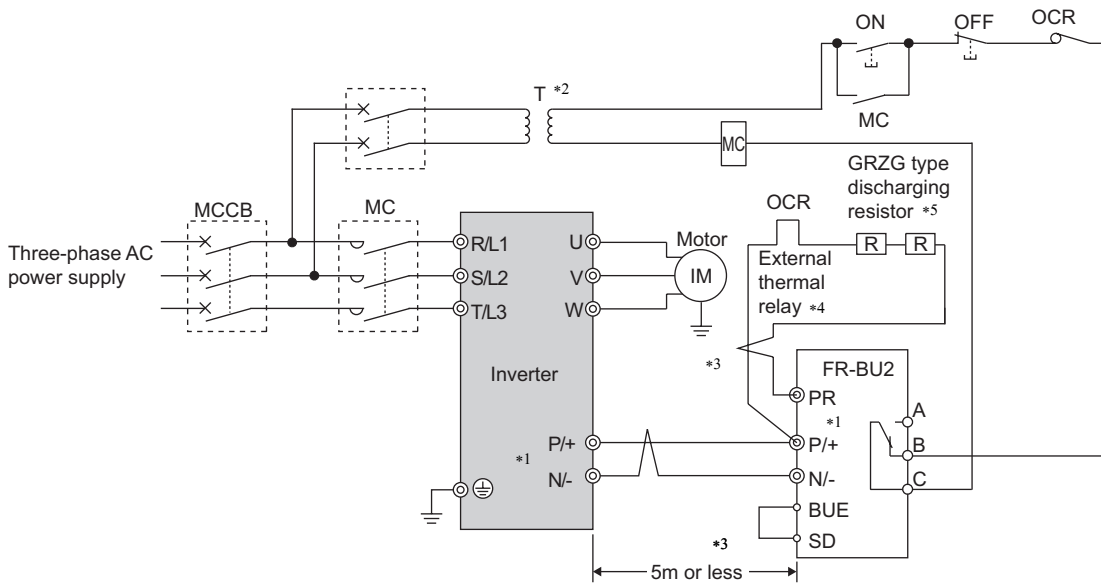 ON
OFF
OCR
T *2
MC
MC
GRZG type
discharging
resistor *5
OCR
R
R
MCCB
MC
Three-phase AC
power supply
R/L1
S/L2
T/L3
U
V
W
Motor
IM
External
thermal
relay *4
*3
Inverter
FR-BU2
PR
*1
P/+
N/-
BUE
SD
A
B
C
P/+
*1
N/-
*3
5m or less